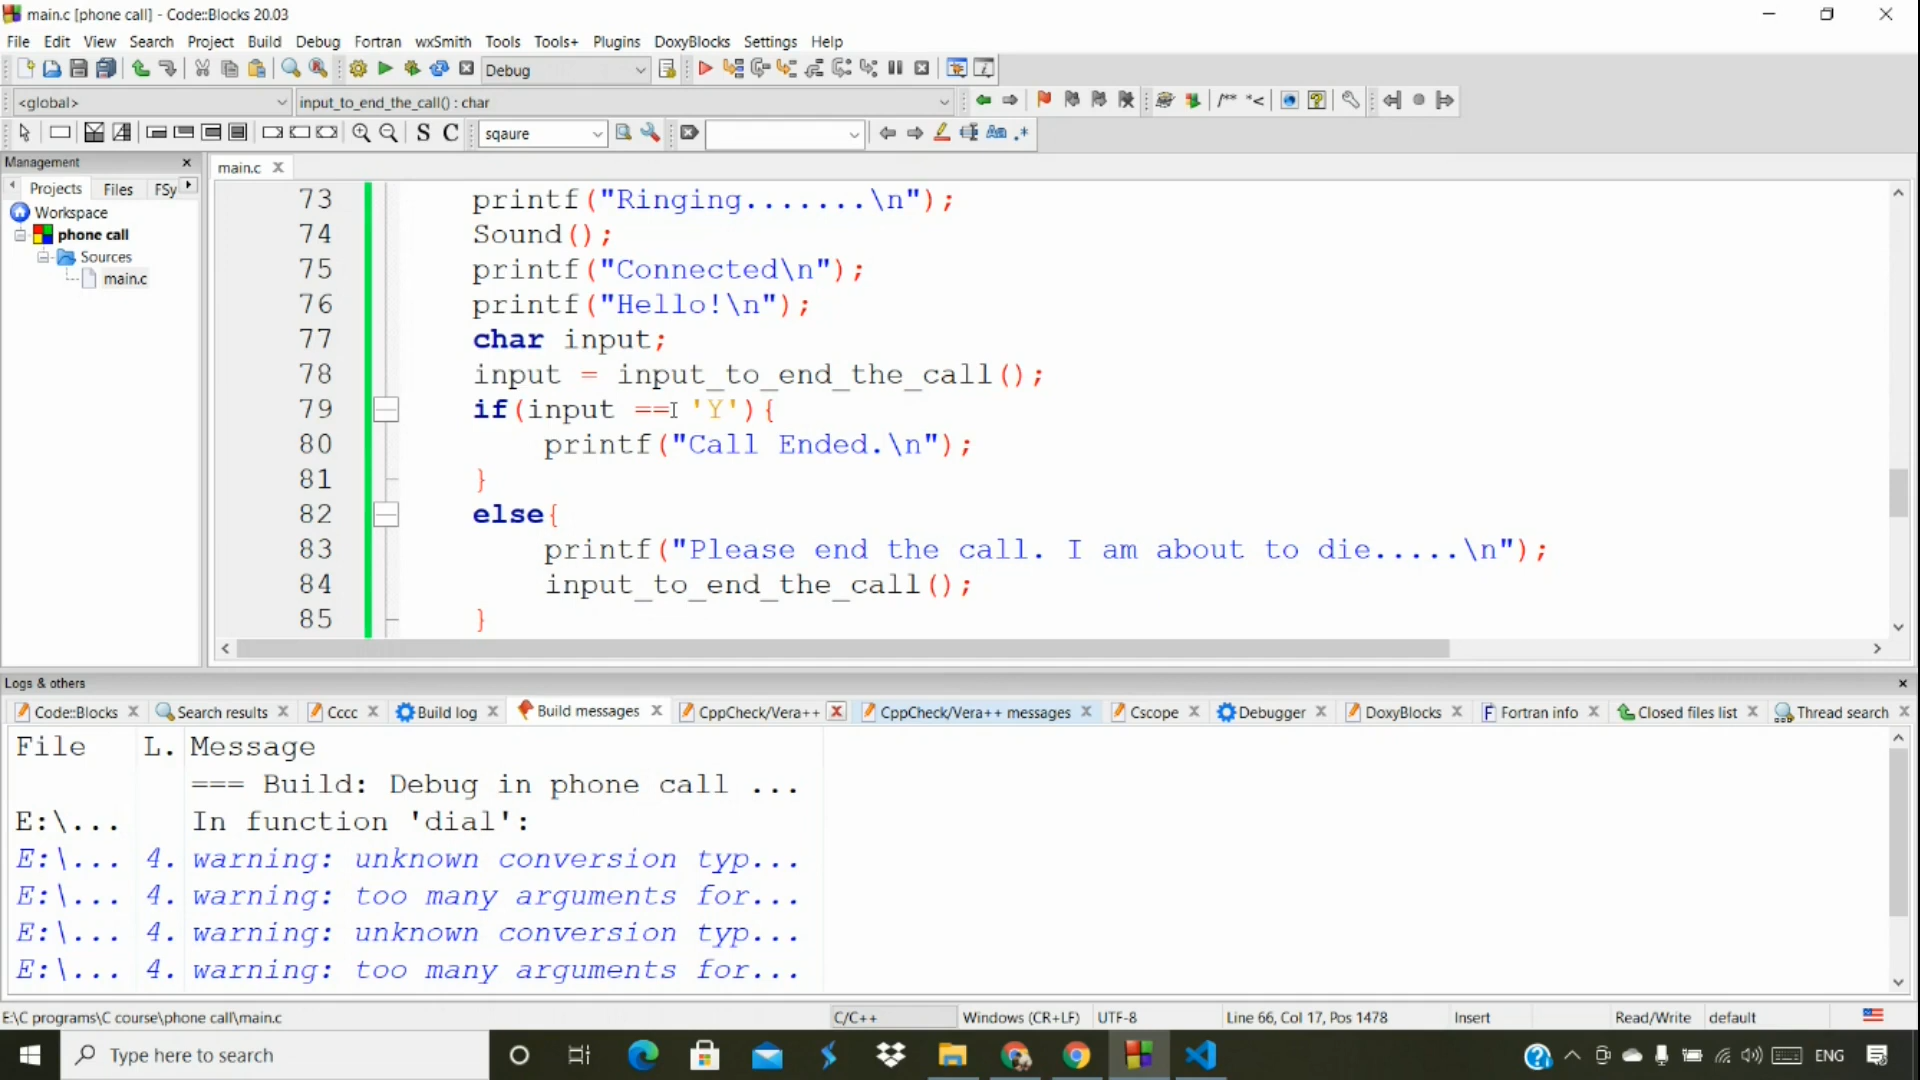 main.c [phone call] - Code::Blocks 20.03
File Edit View Search Project Build Debug Fortran wxSmith Tools Tools+ Plugins DoxyBlocks Settings Help
Debug
<global> input_to_end_the_call() : char /** *<
S C sqaure Aa .*
Management
Projects Files FSy
Workspace
phone call
Sources
main.c
main.c
73 printf("Ringing.......\n");
74 Sound();
75 printf("Connected\n");
76 printf("Hello!\n");
77 char input;
78 input = input_to_end_the_call();
79 if(input == 'Y'){
80 printf("Call Ended.\n");
81 }
82 else{
83 printf("Please end the call. I am about to die.....\n");
84 input_to_end_the_call();
85 }
Logs & others
Code::Blocks Search results Cccc Build log Build messages CppCheck/Vera++ CppCheck/Vera++ messages Cscope Debugger DoxyBlocks Fortran info Closed files list Thread search
File L. Message
=== Build: Debug in phone call ...
E:\... In function 'dial':
E:\... 4. warning: unknown conversion typ...
E:\... 4. warning: too many arguments for...
E:\... 4. warning: unknown conversion typ...
E:\... 4. warning: too many arguments for...
E:\C programs\C course\phone call\main.c C/C++ Windows (CR+LF) UTF-8 Line 66, Col 17, Pos 1478 Insert Read/Write default
Type here to search ENG